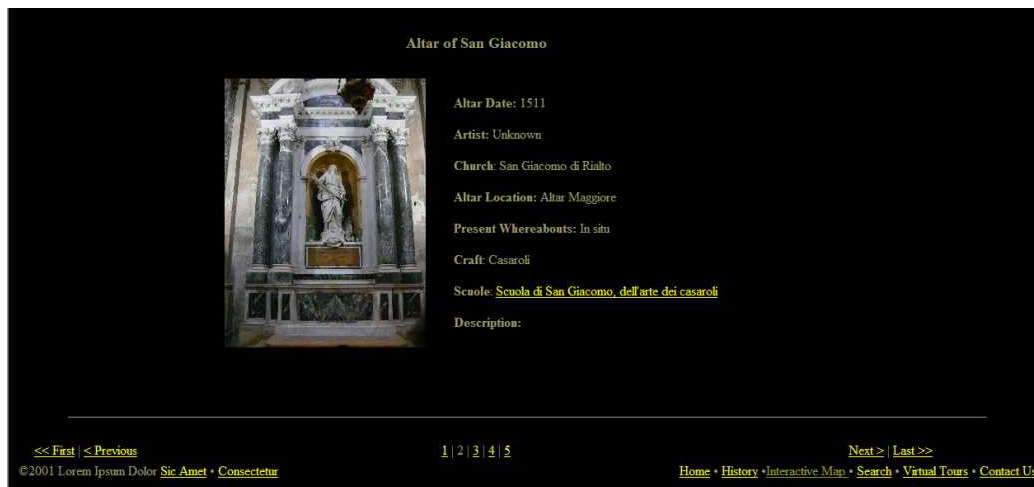 Altar of San Giacomo
Altar Date: 1511
Artist: Unknown
Church: San Giacomo di Rialto
Altar Location: Altar Maggiore
Present Whereabouts: In situ
Craft: Casaroli
Scuole: Scuola di San Giacomo, dell'arte dei casaroli
Description:
<< First | < Previous
1 | 2 | 3 | 4 | 5
Next > | Last >>
©2001 Lorem Ipsum Dolor Sic Amet • Consectetur
Home • History •Interactive Map • Search • Virtual Tours • Contact Us